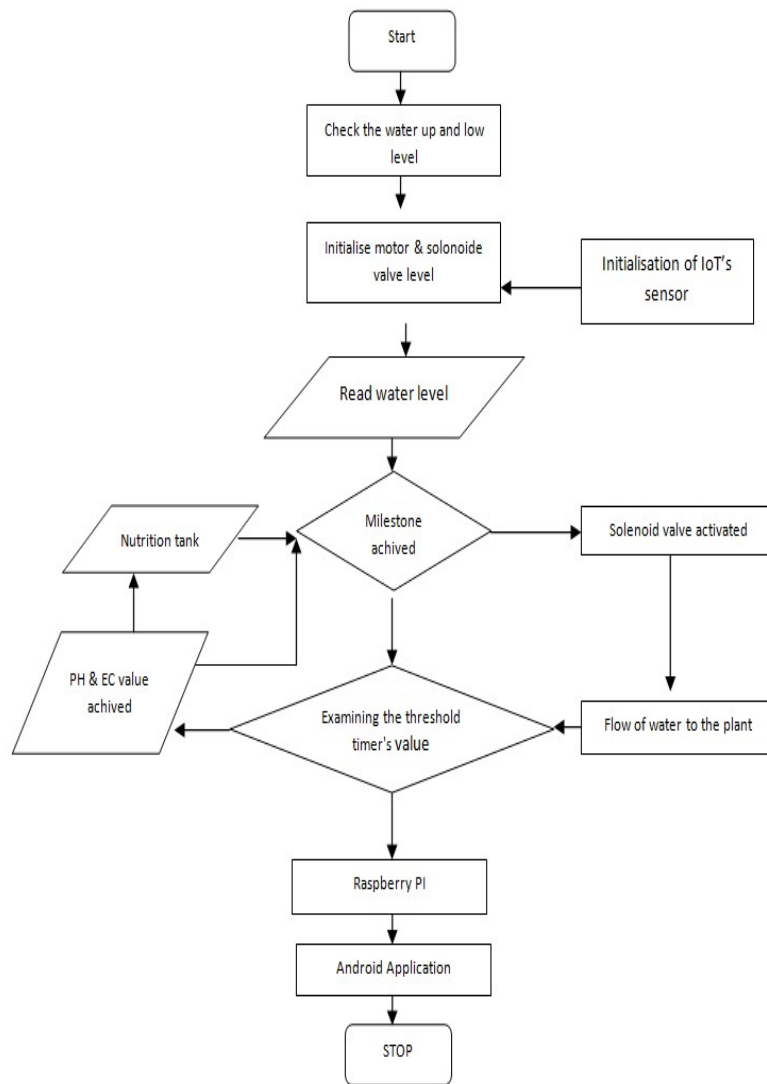 Start
Check the water up and low
level
Initialise motor & solonoide
valve level
Initialisation of IoT's
sensor
Read water level
Milestone
achived
Nutrition tank
Solenoid valve activated
PH & EC value
achived
Examining the threshold
timer's value
Flow of water to the plant
Raspberry PI
Android Application
STOP